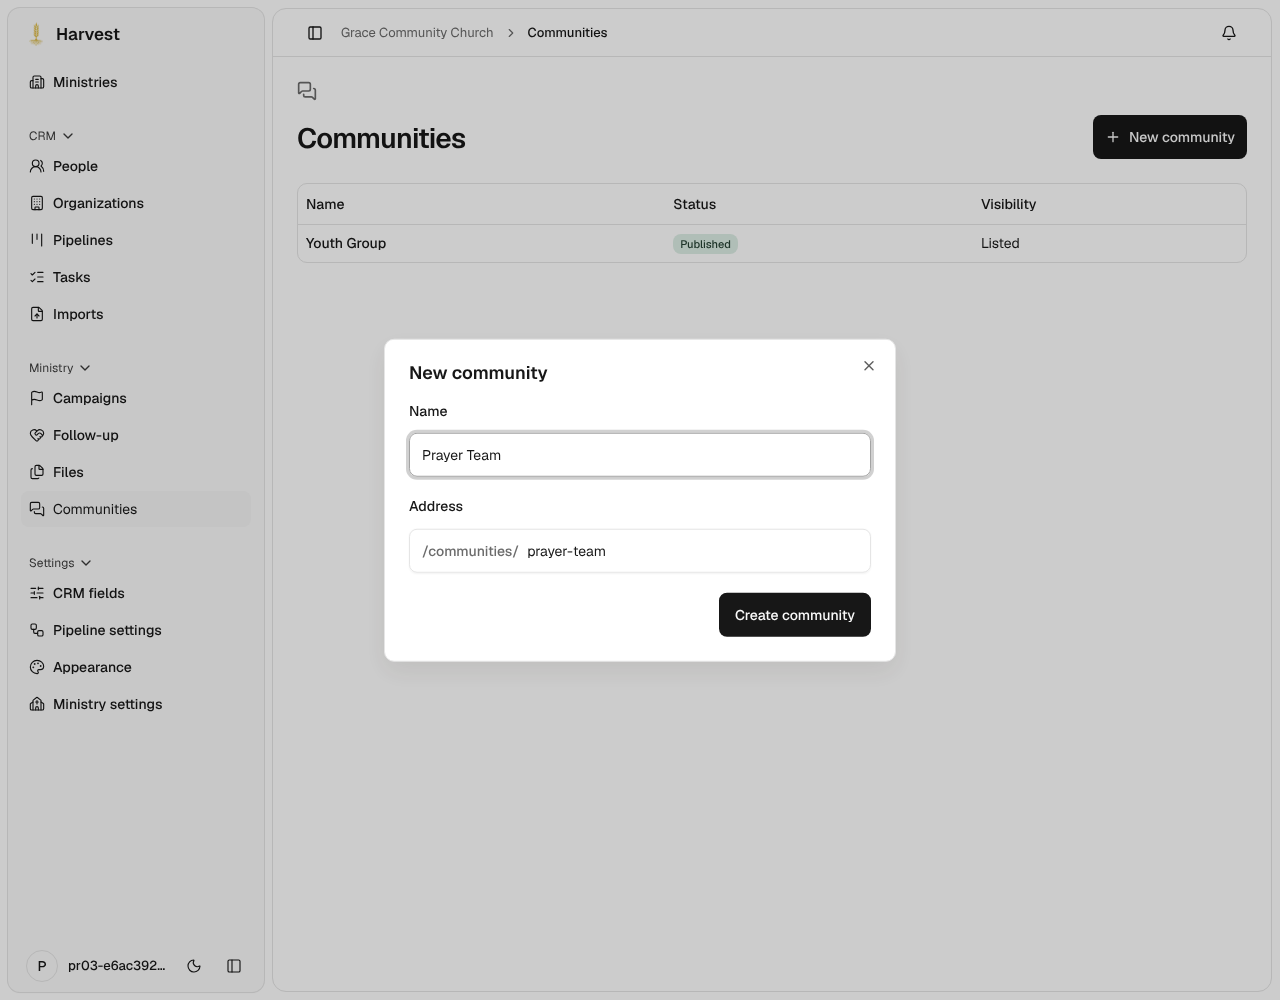 Harvest
Ministries
CRM
People
Organizations
Pipelines
Tasks
Imports
Ministry
Campaigns
Follow-up
Files
Communities
Settings
CRM fields
Pipeline settings
Appearance
Ministry settings
P
pr03-e6ac392...
Grace Community Church
Communities
Communities
New community
Name Status Visibility
Youth Group Published Listed
New community
Name
Prayer Team
Address
/communities/ prayer-team
Create community